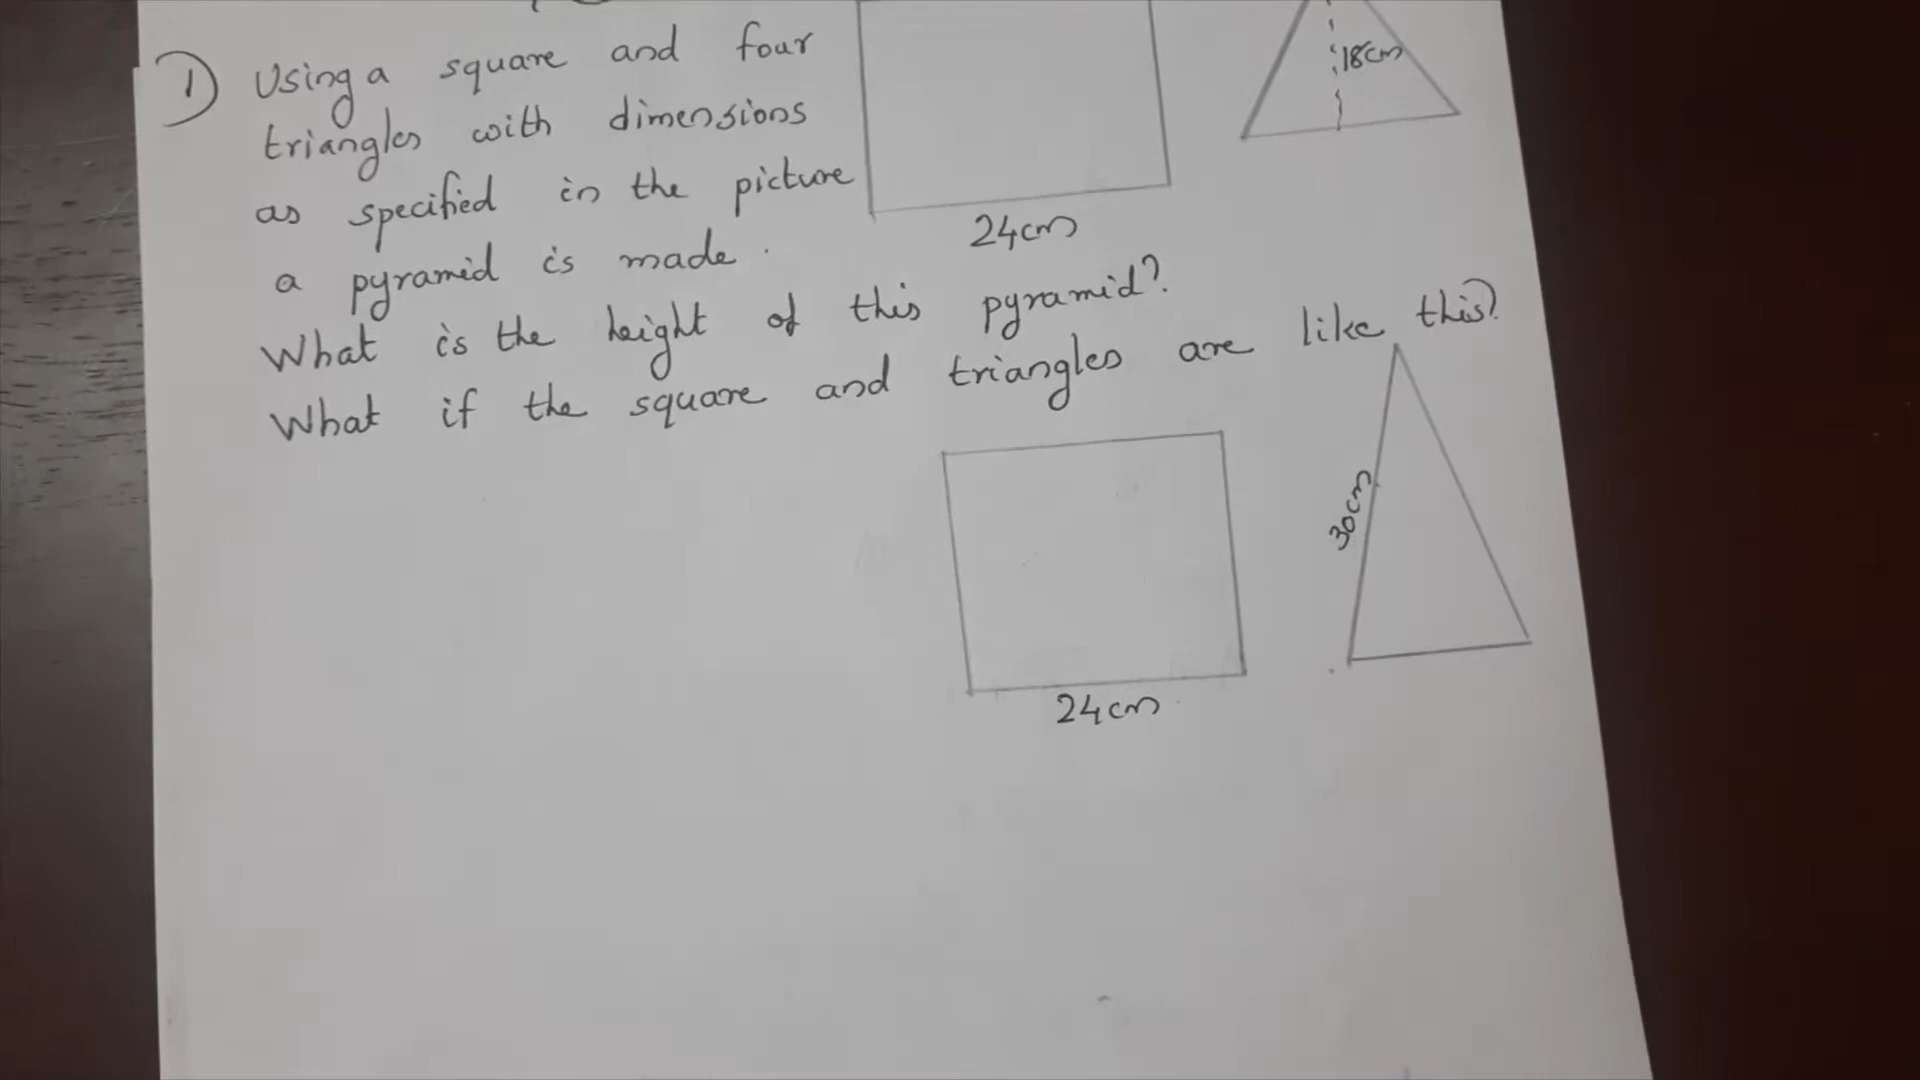 1) Using a square and four
triangles with dimensions
as specified in the picture
a pyramid is made.
What is the height of this pyramid?
What if the square and triangles are like this?
18cm
24cm
30cm
24cm